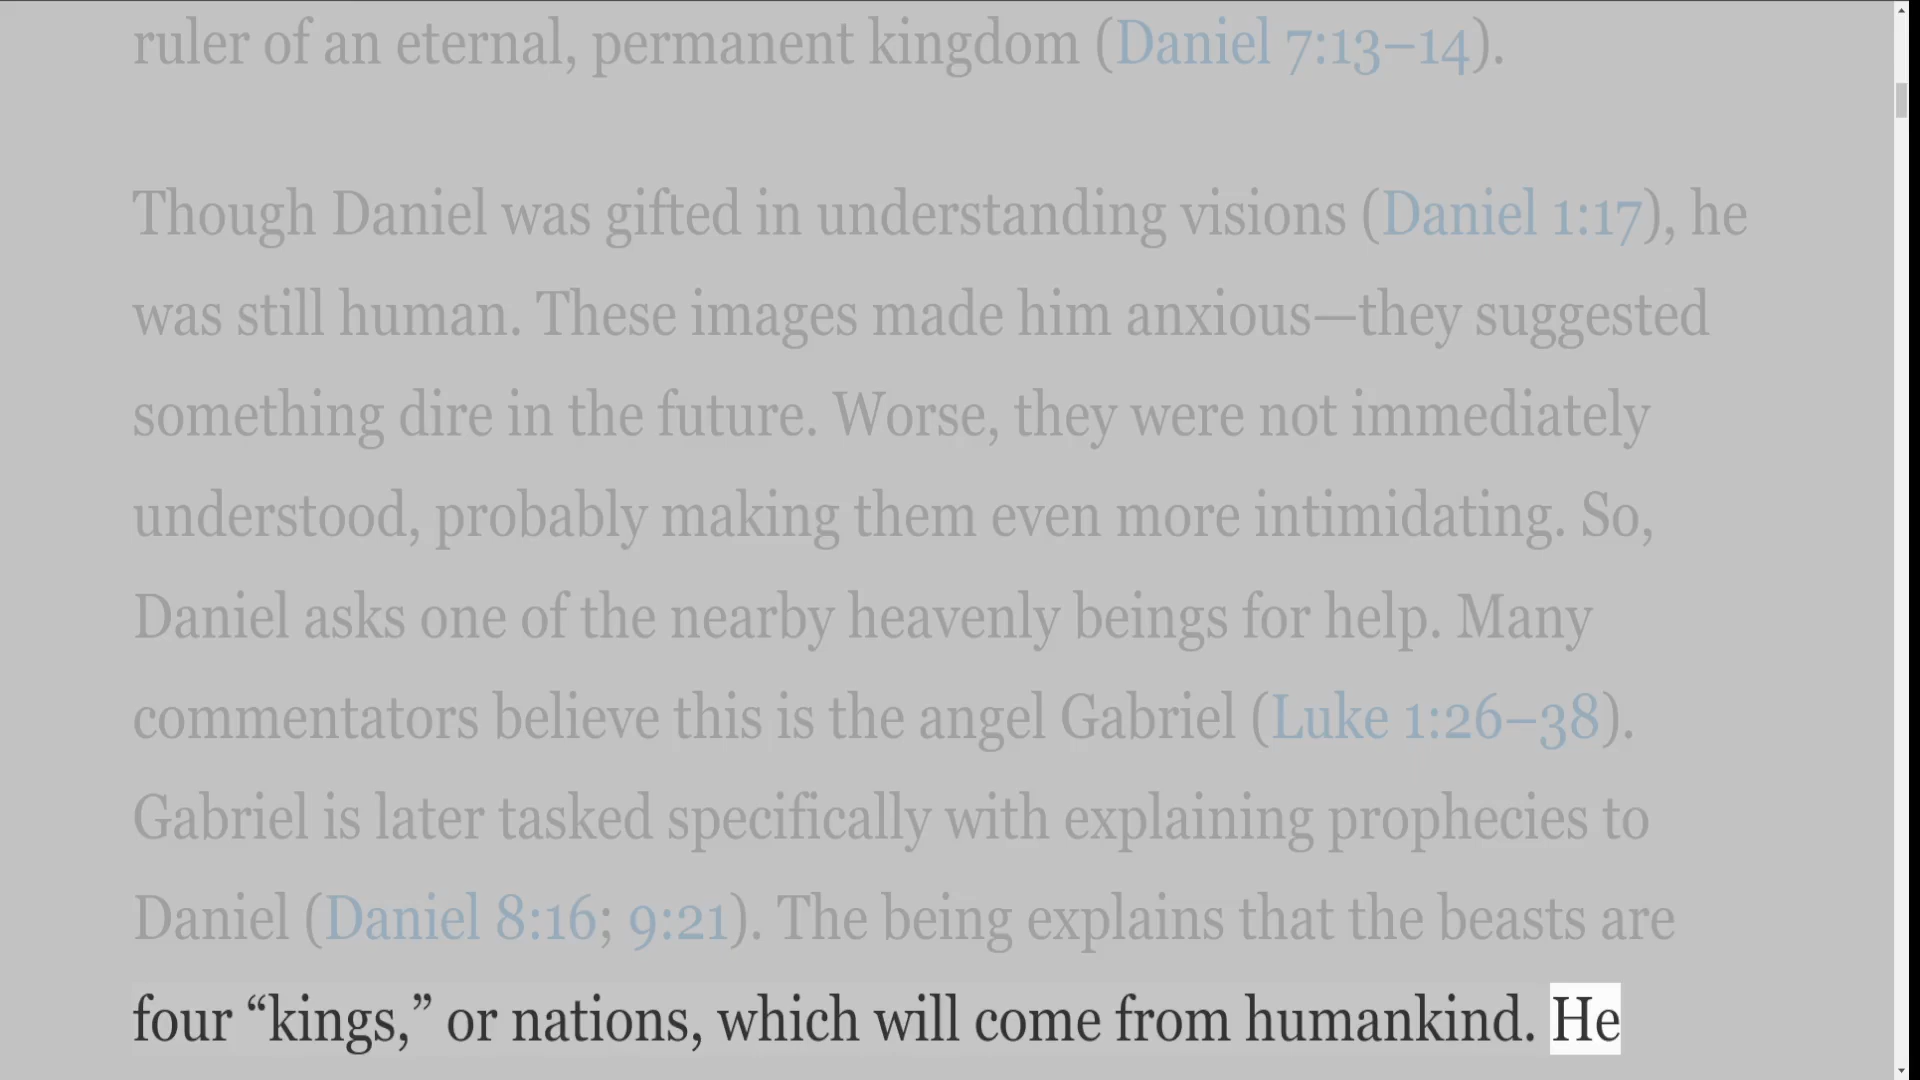 ruler of an eternal, permanent kingdom (Daniel 7:13–14).
Though Daniel was gifted in understanding visions (Daniel 1:17), he
was still human. These images made him anxious—they suggested
something dire in the future. Worse, they were not immediately
understood, probably making them even more intimidating. So,
Daniel asks one of the nearby heavenly beings for help. Many
commentators believe this is the angel Gabriel (Luke 1:26–38).
Gabriel is later tasked specifically with explaining prophecies to
Daniel (Daniel 8:16; 9:21). The being explains that the beasts are
four “kings,” or nations, which will come from humankind. He